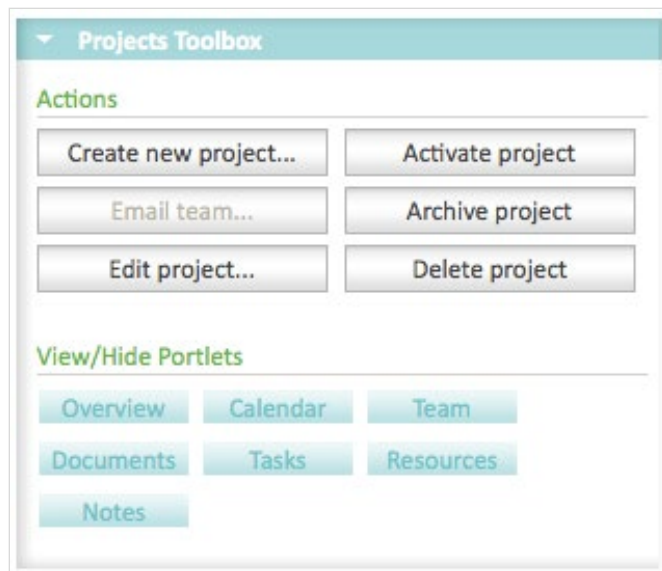 Projects Toolbox
Actions
Create new project... Activate project
Email team... Archive project
Edit project... Delete project
View/Hide Portlets
Overview Calendar Team
Documents Tasks Resources
Notes